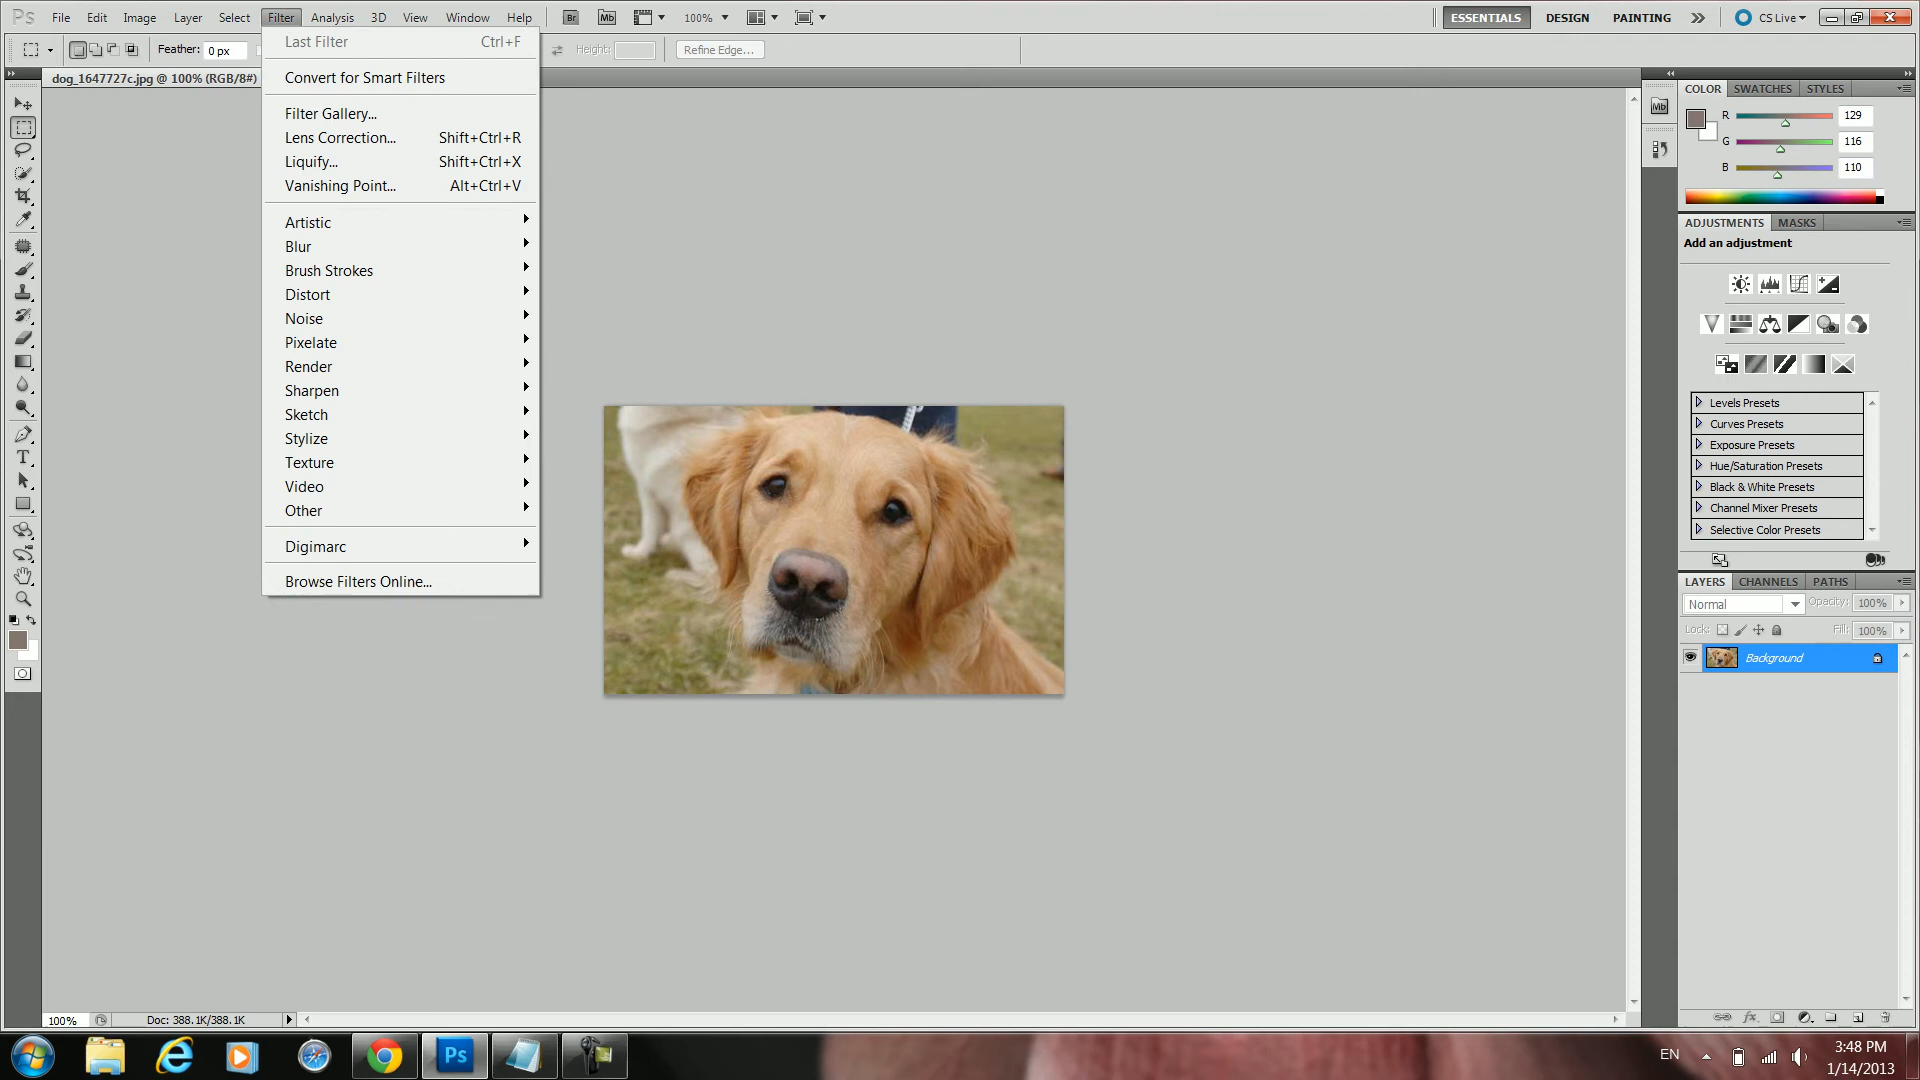 Ps File Edit Image Layer Select Filter Analysis 3D View Window Help Br Mb 100% ESSENTIALS DESIGN PAINTING CS Live
Feather: 0 px Height: Refine Edge...
dog_1647727c.jpg @ 100% (RGB/8#)
Last Filter Ctrl+F
Convert for Smart Filters
Filter Gallery...
Lens Correction... Shift+Ctrl+R
Liquify... Shift+Ctrl+X
Vanishing Point... Alt+Ctrl+V
Artistic
Blur
Brush Strokes
Distort
Noise
Pixelate
Render
Sharpen
Sketch
Stylize
Texture
Video
Other
Digimarc
Browse Filters Online...
Mb
COLOR SWATCHES STYLES
R 129
G 116
B 110
ADJUSTMENTS MASKS
Add an adjustment
Levels Presets
Curves Presets
Exposure Presets
Hue/Saturation Presets
Black & White Presets
Channel Mixer Presets
Selective Color Presets
LAYERS CHANNELS PATHS
Normal Opacity: 100%
Lock: Fill: 100%
Background
100% Doc: 388.1K/388.1K
Ps
EN
3:48 PM
1/14/2013